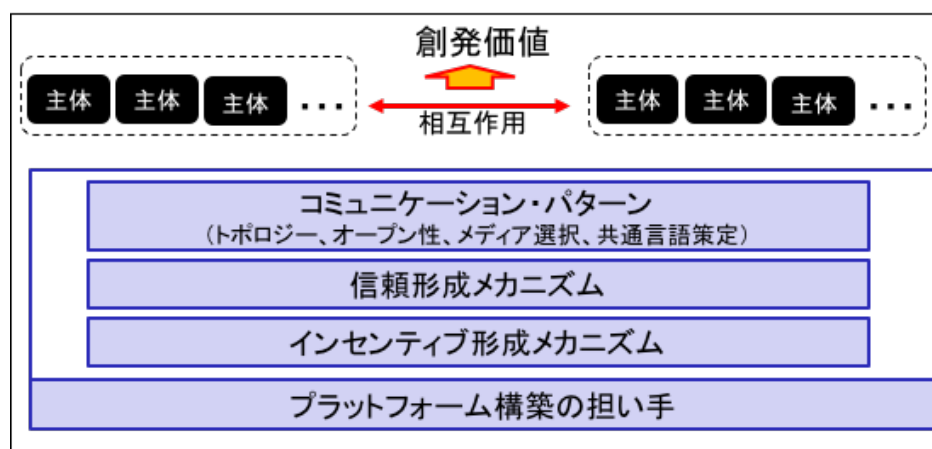 創発価値
主体 主体 主体 ・・・
相互作用
主体 主体 主体 ・・・
コミュニケーション・パターン
(トポロジー、オープン性、メディア選択、共通言語策定)
信頼形成メカニズム
インセンティブ形成メカニズム
プラットフォーム構築の担い手